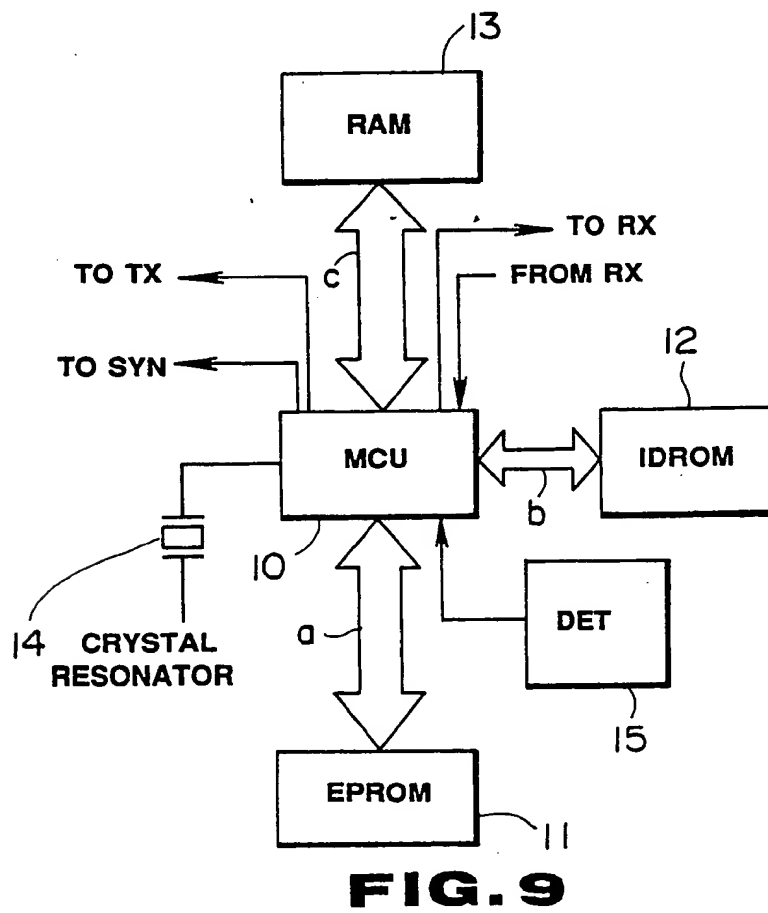 13
RAM
TO RX
c
TO TX
FROM RX
TO SYN
12
MCU
IDROM
b
10
14
CRYSTAL
RESONATOR
a
DET
15
EPROM
11
FIG. 9